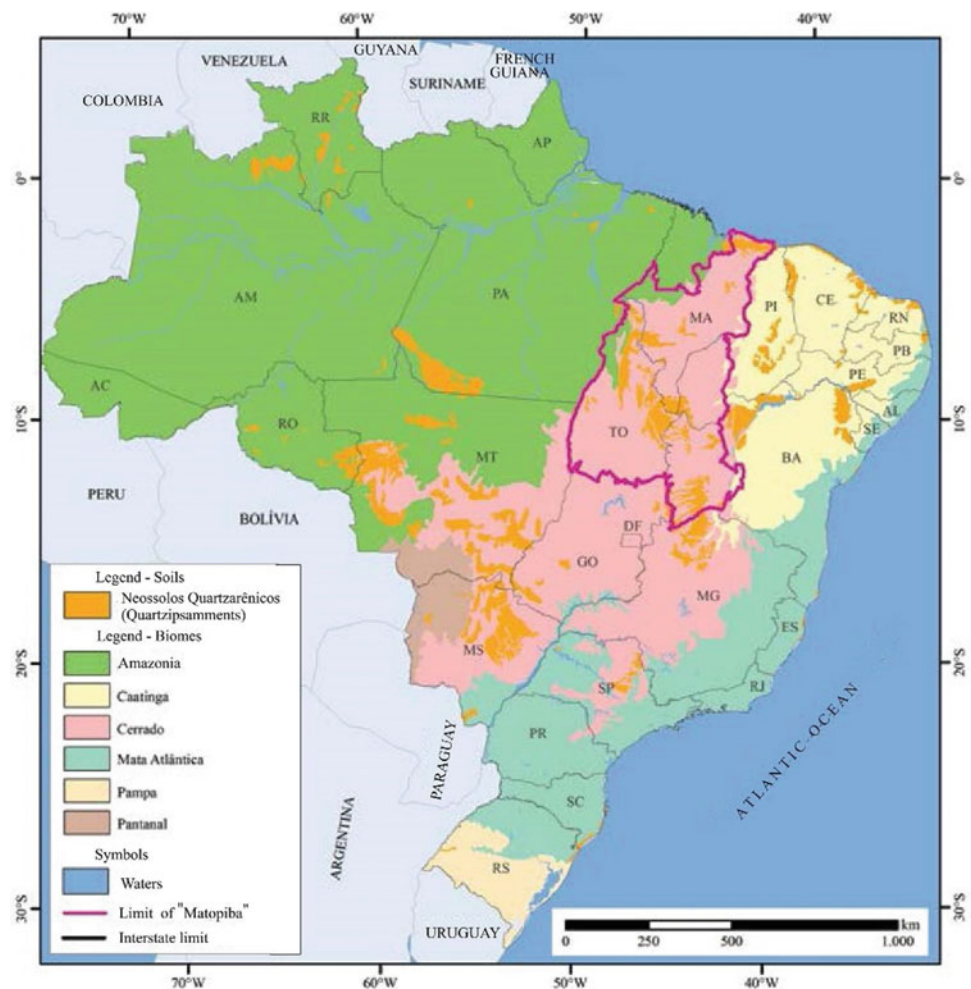 70°W
60°W
50°W
40°W
GUYANA
VENEZUELA
FRENCH
GUIANA
SURINAME
COLOMBIA
RR
AP
0°
0°
AM
PA
MA
PI
CE
RN
PB
PE
AL
SE
AC
RO
TO
BA
10°S
10°S
MT
PERU
BOLÍVIA
DF
GO
MG
ES
MS
20°S
20°S
SP
RJ
PR
PARAGUAY
ATLANTIC-OCEAN
SC
ARGENTINA
RS
URUGUAY
30°S
30°S
Legend - Soils
Neossolos Quartzarênicos
(Quartzipsamments)
Legend - Biomes
Amazonia
Caatinga
Cerrado
Mata Atlântica
Pampa
Pantanal
Symbols
Waters
Limit of "Matopiba"
Interstate limit
km
0 250 500 1.000
70°W
60°W
50°W
40°W